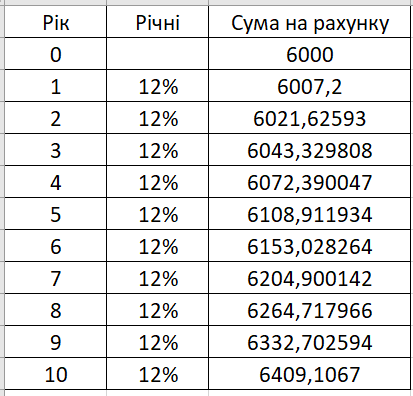 Рік Річні Сума на рахунку
0 6000
1 12% 6007,2
2 12% 6021,62593
3 12% 6043,329808
4 12% 6072,390047
5 12% 6108,911934
6 12% 6153,028264
7 12% 6204,900142
8 12% 6264,717966
9 12% 6332,702594
10 12% 6409,1067